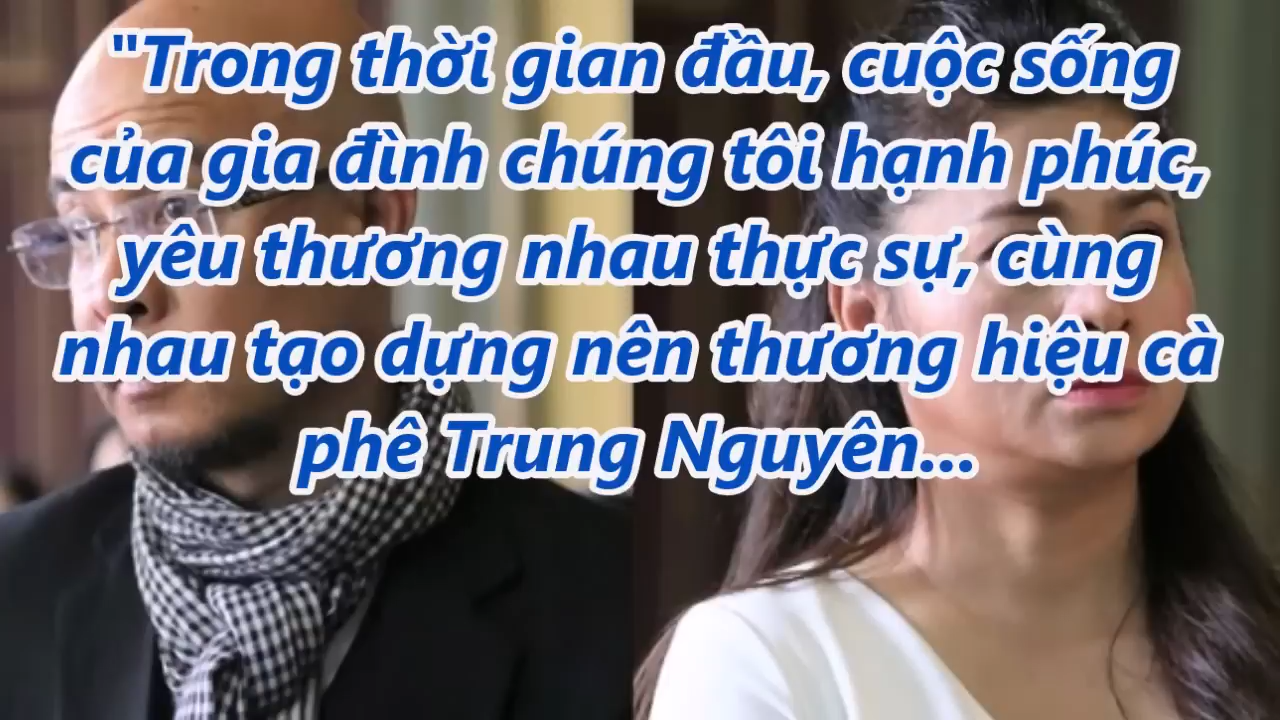 "Trong thời gian đầu, cuộc sống
của gia đình chúng tôi hạnh phúc,
yêu thương nhau thực sự, cùng
nhau tạo dựng nên thương hiệu cà
phê Trung Nguyên...